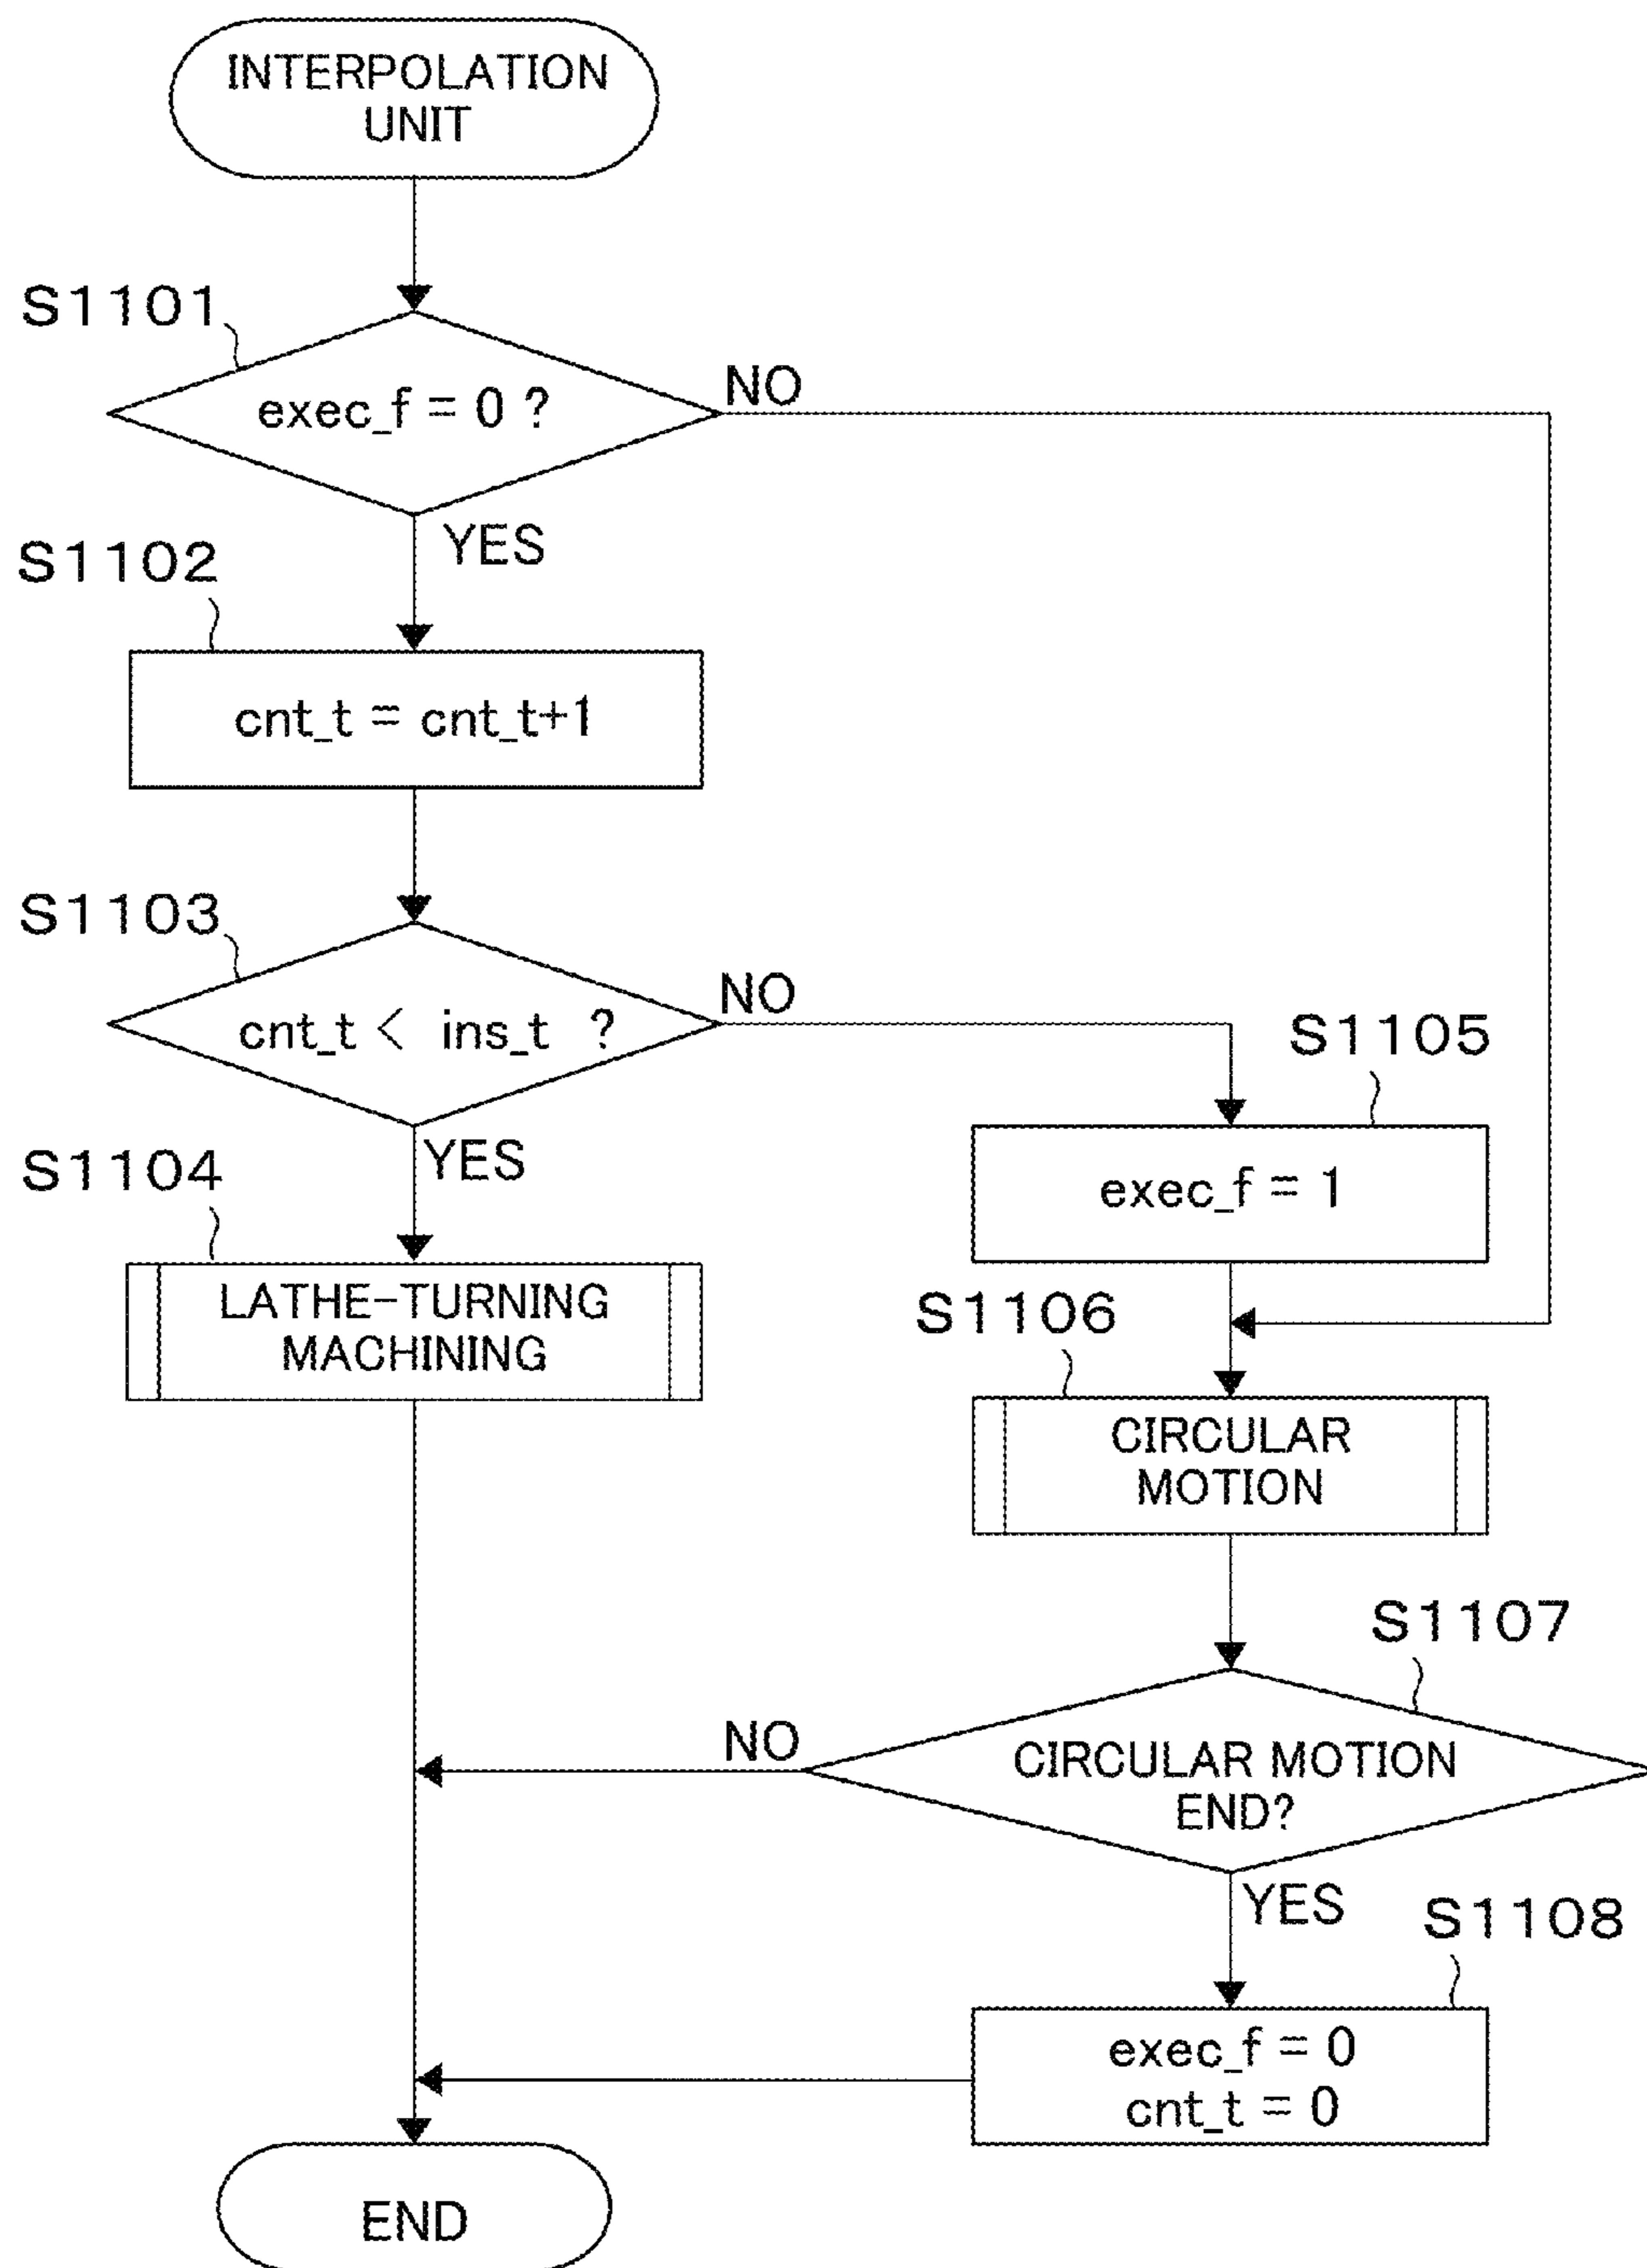 INTERPOLATION
UNIT
S1101
exec_f = 0 ?
NO
YES
S1102
cnt_t = cnt_t+1
S1103
cnt_t < ins_t ?
NO
YES
S1104
LATHE-TURNING
MACHINING
S1105
exec_f = 1
S1106
CIRCULAR
MOTION
S1107
CIRCULAR MOTION
END?
NO
YES
S1108
exec_f = 0
cnt_t = 0
END